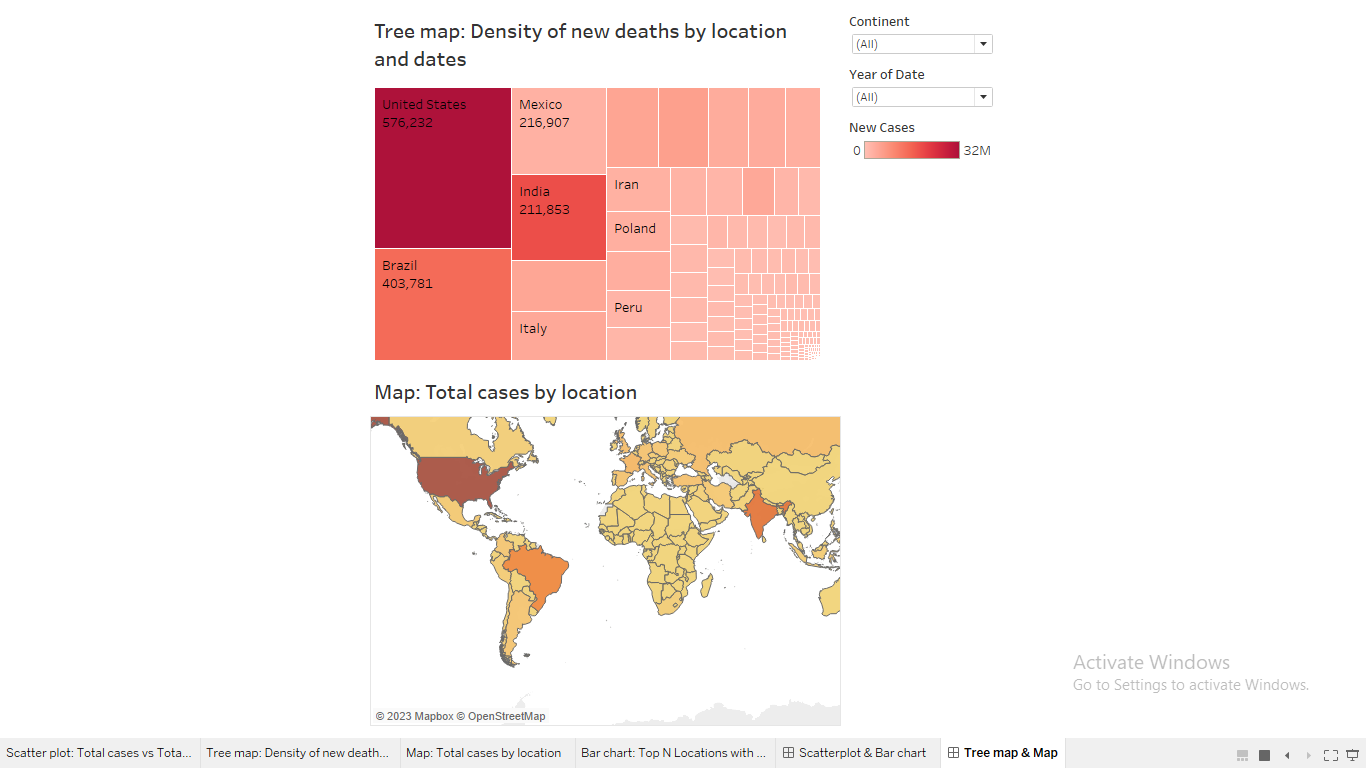 Tree map: Density of new deaths by location
and dates
United States
576,232
Mexico
216,907
India
211,853
Brazil
403,781
Italy
Iran
Poland
Peru
Continent
(All)
Year of Date
(All)
New Cases
0 32M
Map: Total cases by location
© 2023 Mapbox © OpenStreetMap
Activate Windows
Go to Settings to activate Windows.
Scatter plot: Total cases vs Tota...
Tree map: Density of new death...
Map: Total cases by location
Bar chart: Top N Locations with ...
Scatterplot & Bar chart
Tree map & Map